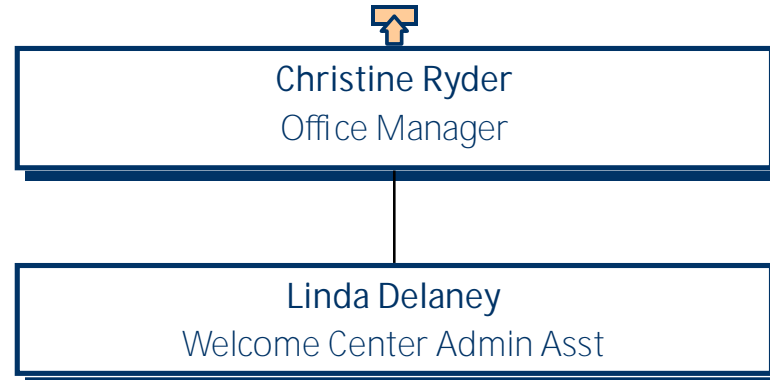 Christine Ryder
Office Manager
Linda Delaney
Welcome Center Admin Asst